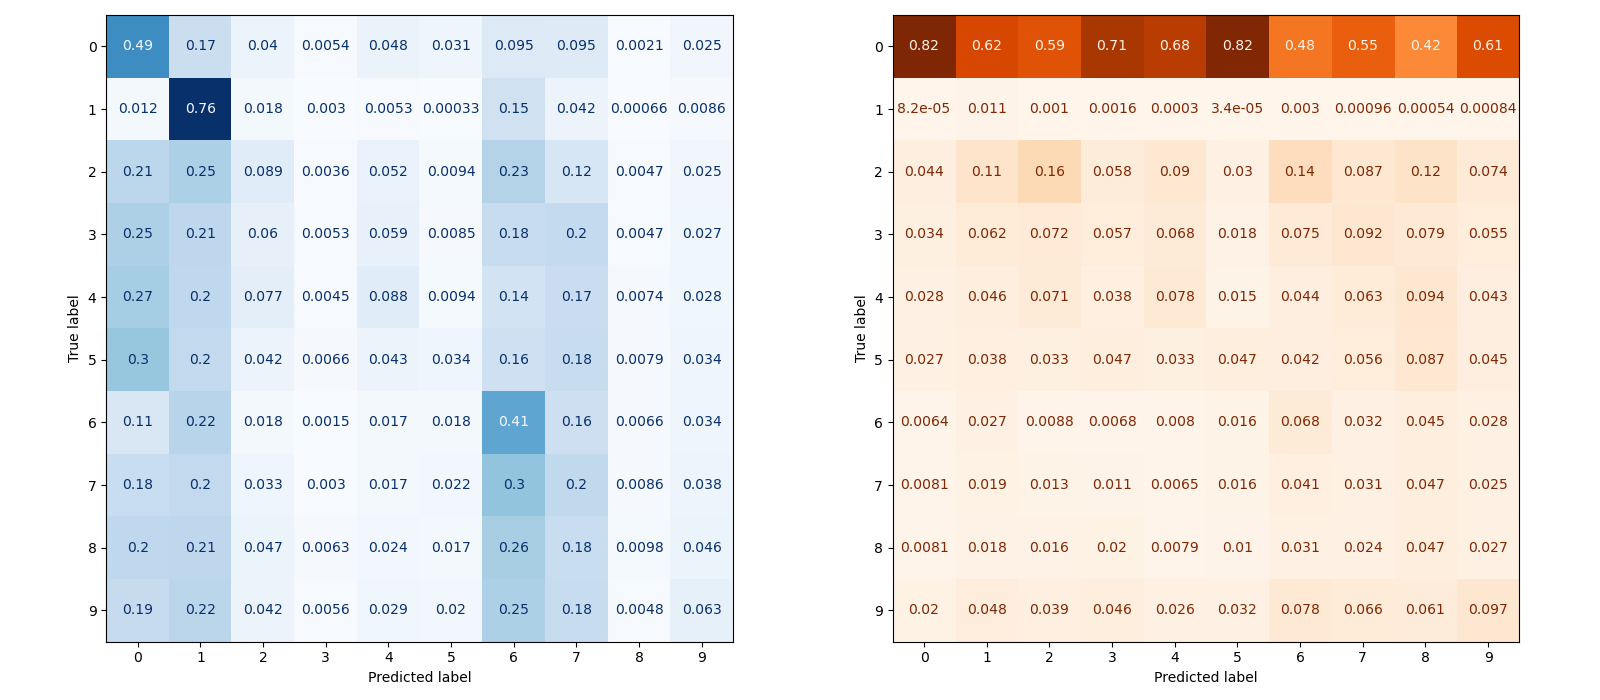 0 0.49 0.17 0.04 0.0054 0.048 0.031 0.095 0.095 0.0021 0.025
1 0.012 0.76 0.018 0.003 0.0053 0.00033 0.15 0.042 0.00066 0.0086
2 0.21 0.25 0.089 0.0036 0.052 0.0094 0.23 0.12 0.0047 0.025
3 0.25 0.21 0.06 0.0053 0.059 0.0085 0.18 0.2 0.0047 0.027
4 0.27 0.2 0.077 0.0045 0.088 0.0094 0.14 0.17 0.0074 0.028
5 0.3 0.2 0.042 0.0066 0.043 0.034 0.16 0.18 0.0079 0.034
6 0.11 0.22 0.018 0.0015 0.017 0.018 0.41 0.16 0.0066 0.034
7 0.18 0.2 0.033 0.003 0.017 0.022 0.3 0.2 0.0086 0.038
8 0.2 0.21 0.047 0.0063 0.024 0.017 0.26 0.18 0.0098 0.046
9 0.19 0.22 0.042 0.0056 0.029 0.02 0.25 0.18 0.0048 0.063
0 1 2 3 4 5 6 7 8 9
Predicted label
True label
0 0.82 0.62 0.59 0.71 0.68 0.82 0.48 0.55 0.42 0.61
1 8.2e-05 0.011 0.001 0.0016 0.0003 3.4e-05 0.003 0.00096 0.00054 0.00084
2 0.044 0.11 0.16 0.058 0.09 0.03 0.14 0.087 0.12 0.074
3 0.034 0.062 0.072 0.057 0.068 0.018 0.075 0.092 0.079 0.055
4 0.028 0.046 0.071 0.038 0.078 0.015 0.044 0.063 0.094 0.043
5 0.027 0.038 0.033 0.047 0.033 0.047 0.042 0.056 0.087 0.045
6 0.0064 0.027 0.0088 0.0068 0.008 0.016 0.068 0.032 0.045 0.028
7 0.0081 0.019 0.013 0.011 0.0065 0.016 0.041 0.031 0.047 0.025
8 0.0081 0.018 0.016 0.02 0.0079 0.01 0.031 0.024 0.047 0.027
9 0.02 0.048 0.039 0.046 0.026 0.032 0.078 0.066 0.061 0.097
0 1 2 3 4 5 6 7 8 9
Predicted label
True label